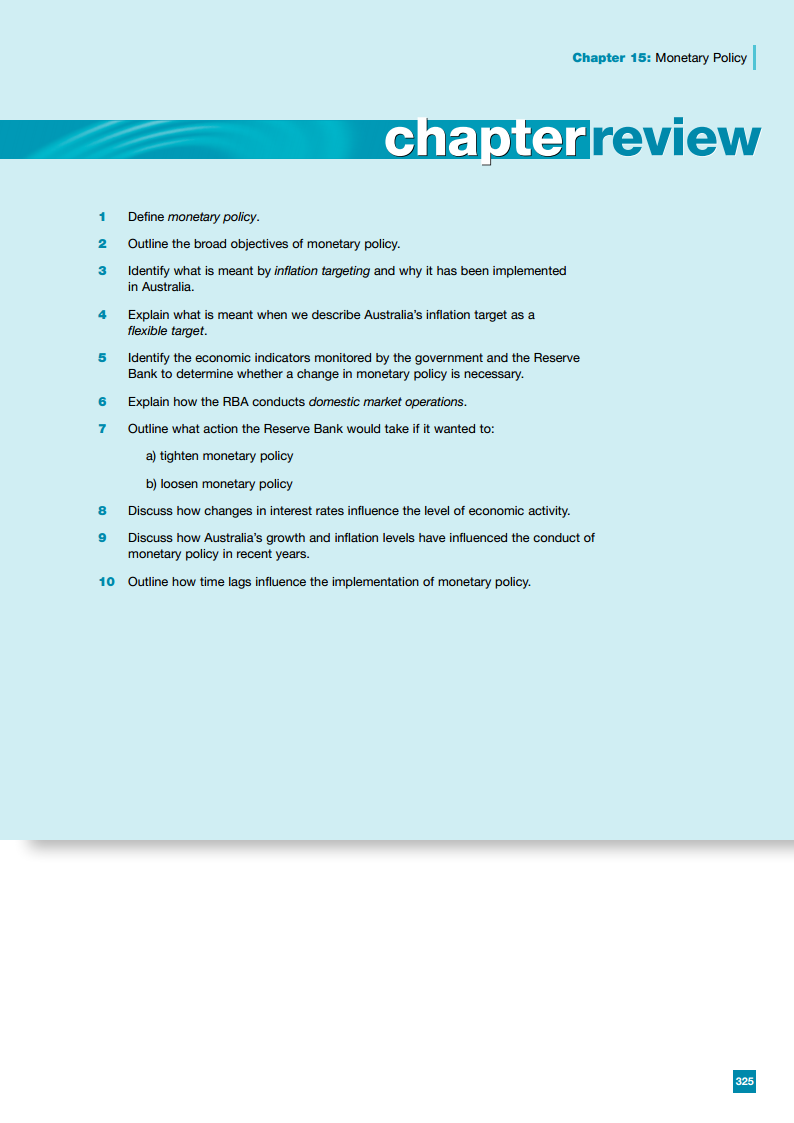 Chapter 15: Monetary Policy
chapterreview
1 Define monetary policy.
2 Outline the broad objectives of monetary policy.
3 Identify what is meant by inflation targeting and why it has been implemented
in Australia.
4 Explain what is meant when we describe Australia’s inflation target as a
flexible target.
5 Identify the economic indicators monitored by the government and the Reserve
Bank to determine whether a change in monetary policy is necessary.
6 Explain how the RBA conducts domestic market operations.
7 Outline what action the Reserve Bank would take if it wanted to:
a) tighten monetary policy
b) loosen monetary policy
8 Discuss how changes in interest rates influence the level of economic activity.
9 Discuss how Australia’s growth and inflation levels have influenced the conduct of
monetary policy in recent years.
10 Outline how time lags influence the implementation of monetary policy.
325